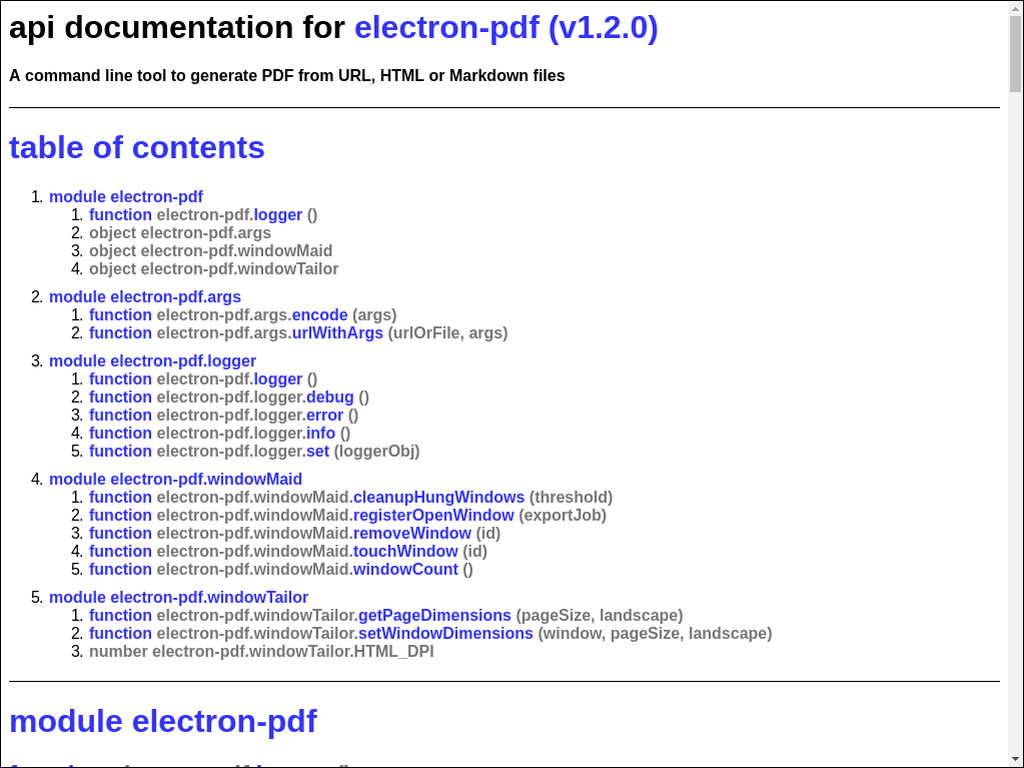 api documentation for electron-pdf (v1.2.0)
A command line tool to generate PDF from URL, HTML or Markdown files
table of contents
1. module electron-pdf
1. function electron-pdf.logger ()
2. object electron-pdf.args
3. object electron-pdf.windowMaid
4. object electron-pdf.windowTailor
2. module electron-pdf.args
1. function electron-pdf.args.encode (args)
2. function electron-pdf.args.urlWithArgs (urlOrFile, args)
3. module electron-pdf.logger
1. function electron-pdf.logger ()
2. function electron-pdf.logger.debug ()
3. function electron-pdf.logger.error ()
4. function electron-pdf.logger.info ()
5. function electron-pdf.logger.set (loggerObj)
4. module electron-pdf.windowMaid
1. function electron-pdf.windowMaid.cleanupHungWindows (threshold)
2. function electron-pdf.windowMaid.registerOpenWindow (exportJob)
3. function electron-pdf.windowMaid.removeWindow (id)
4. function electron-pdf.windowMaid.touchWindow (id)
5. function electron-pdf.windowMaid.windowCount ()
5. module electron-pdf.windowTailor
1. function electron-pdf.windowTailor.getPageDimensions (pageSize, landscape)
2. function electron-pdf.windowTailor.setWindowDimensions (window, pageSize, landscape)
3. number electron-pdf.windowTailor.HTML_DPI
module electron-pdf